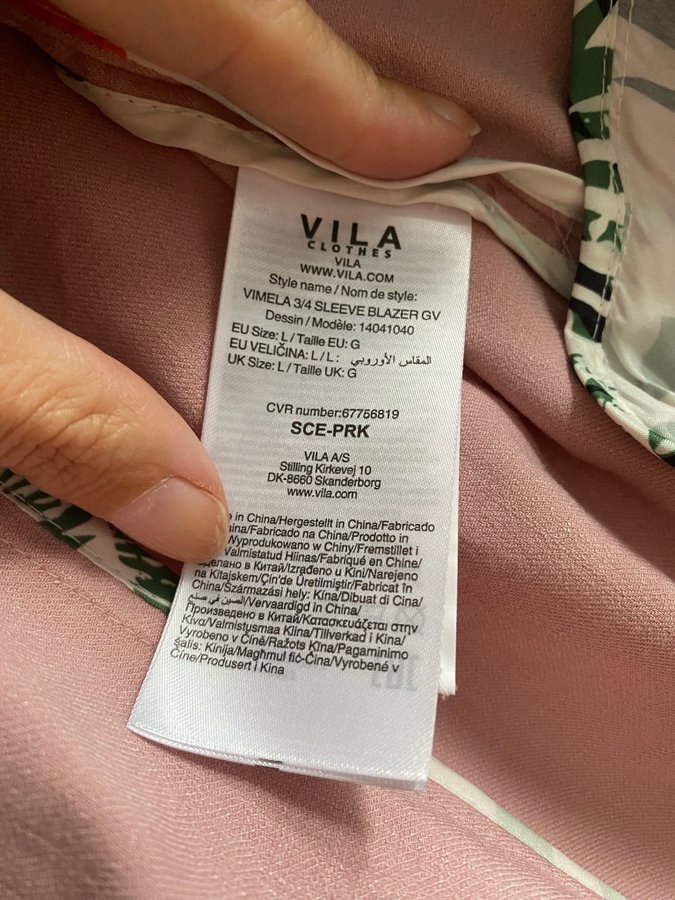 VILA
CLOTHES
VILA
WWW.VILA.COM
Style name / Nom de style:
VIMELA 3/4 SLEEVE BLAZER GV
Dessin / Modèle: 14041040
EU Size: L / Taille EU: G
EU VELIČINA: L / L : المقاس الأوروبي
UK Size: L / Taille UK: G
CVR number:67756819
SCE-PRK
VILA A/S
Stilling Kirkevej 10
DK-8660 Skanderborg
www.vila.com
in China/Hergestellt in China/Fabricado
China/Fabricado na China/Prodotto in
Wyprodukowano w Chiny/Fremstillet i
Valmistatud Hiinas/Fabriqué en Chine/
Сделано в Китай/Izrađeno u Kini/Narejeno
na Kitajskem/Çin'de Üretilmiştir/Fabricat în
China/Származási hely: Kína/Dibuat di Cina/
صنع في الصين/Vervaardigd in China/
Произведено в Китай/Κατασκευάζεται στην
Κίνα/Valmistusmaa Kiina/Tillverkad i Kina/
Vyrobeno v Číně/Ražots Ķīnā/Pagaminimo
šalis: Kinija/Magħmul fiċ-Ċina/Vyrobené v
Číne/Produsert i Kina